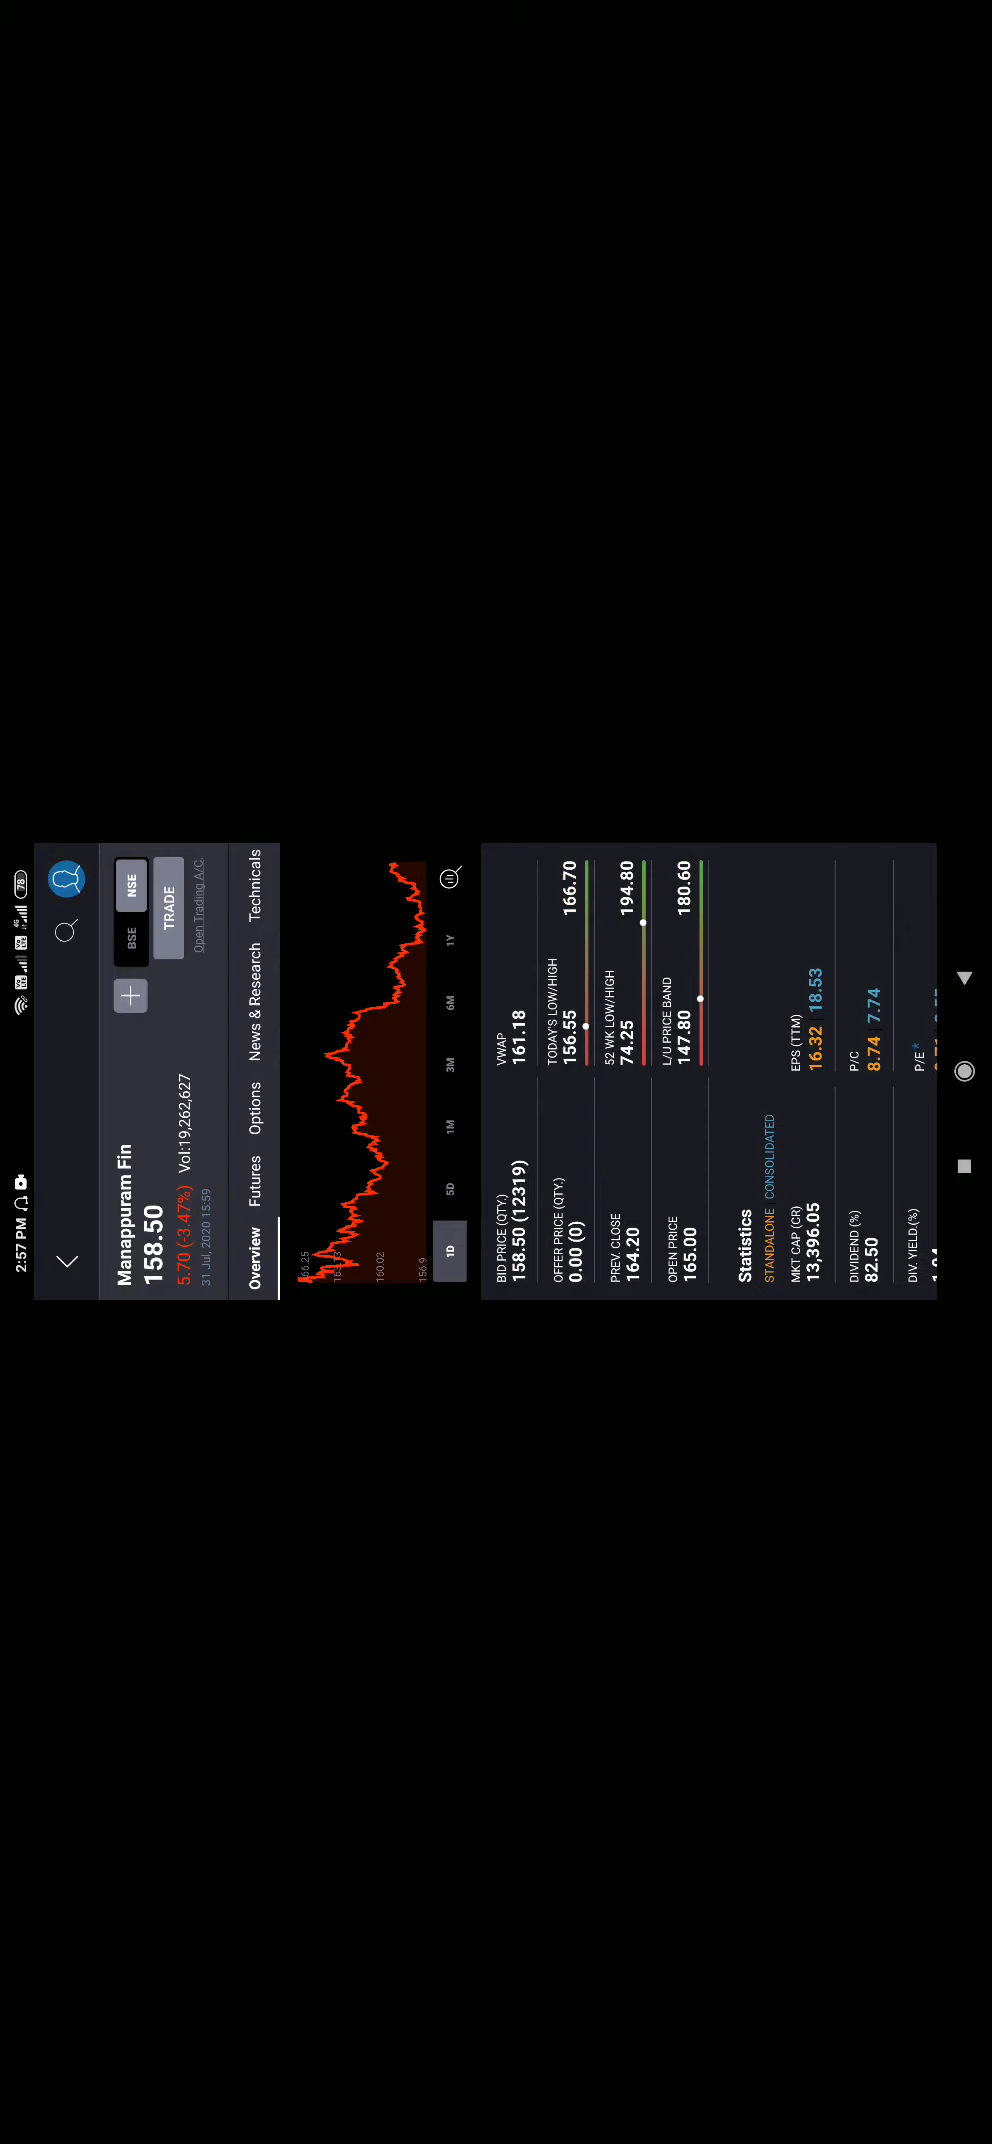 2:57 PM
78
Manappuram Fin
BSE NSE
158.50
TRADE
5.70 (-3.47%) Vol:19,262,627
Open Trading A/C.
31 Jul, 2020 15:59
Overview Futures Options News & Research Technicals
160.02
156.9
1D 5D 1M 3M 6M 1Y
BID PRICE (QTY.) VWAP
158.50 (12319) 161.18
OFFER PRICE (QTY.) TODAY'S LOW/HIGH
0.00 (0) 156.55 166.70
PREV. CLOSE 52 WK LOW/HIGH
164.20 74.25 194.80
OPEN PRICE L/U PRICE BAND
165.00 147.80 180.60
Statistics
STANDALONE | CONSOLIDATED
MKT CAP (CR) EPS (TTM)
13,396.05 16.32 | 18.53
DIVIDEND (%) P/C
82.50 8.74 | 7.74
DIV. YIELD.(%) P/E *